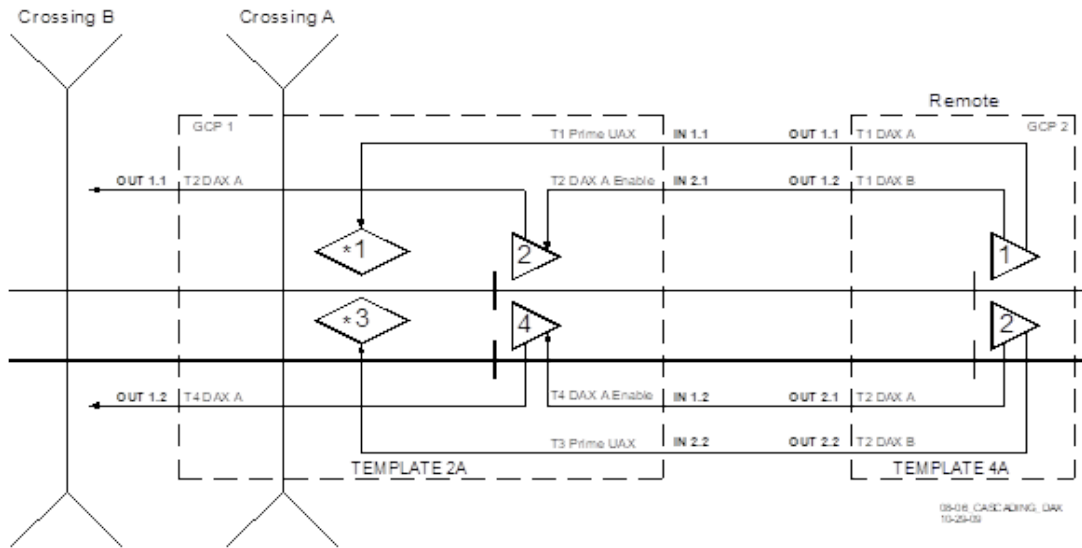 Crossing B
Crossing A
Remote
GCP 1
GCP 2
T1 Prime UAX
IN 1.1
OUT 1.1
T1 DAX A
OUT 1.1
T2 DAX A
T2 DAX A Enable
IN 2.1
OUT 1.2
T1 DAX B
*1
2
1
*3
4
2
OUT 1.2
T4 DAX A
T4 DAX A Enable
IN 1.2
OUT 2.1
T2 DAX A
T3 Prime UAX
IN 2.2
OUT 2.2
T2 DAX B
TEMPLATE 2A
TEMPLATE 4A
08-06_CASCADING_DAX
10-29-09